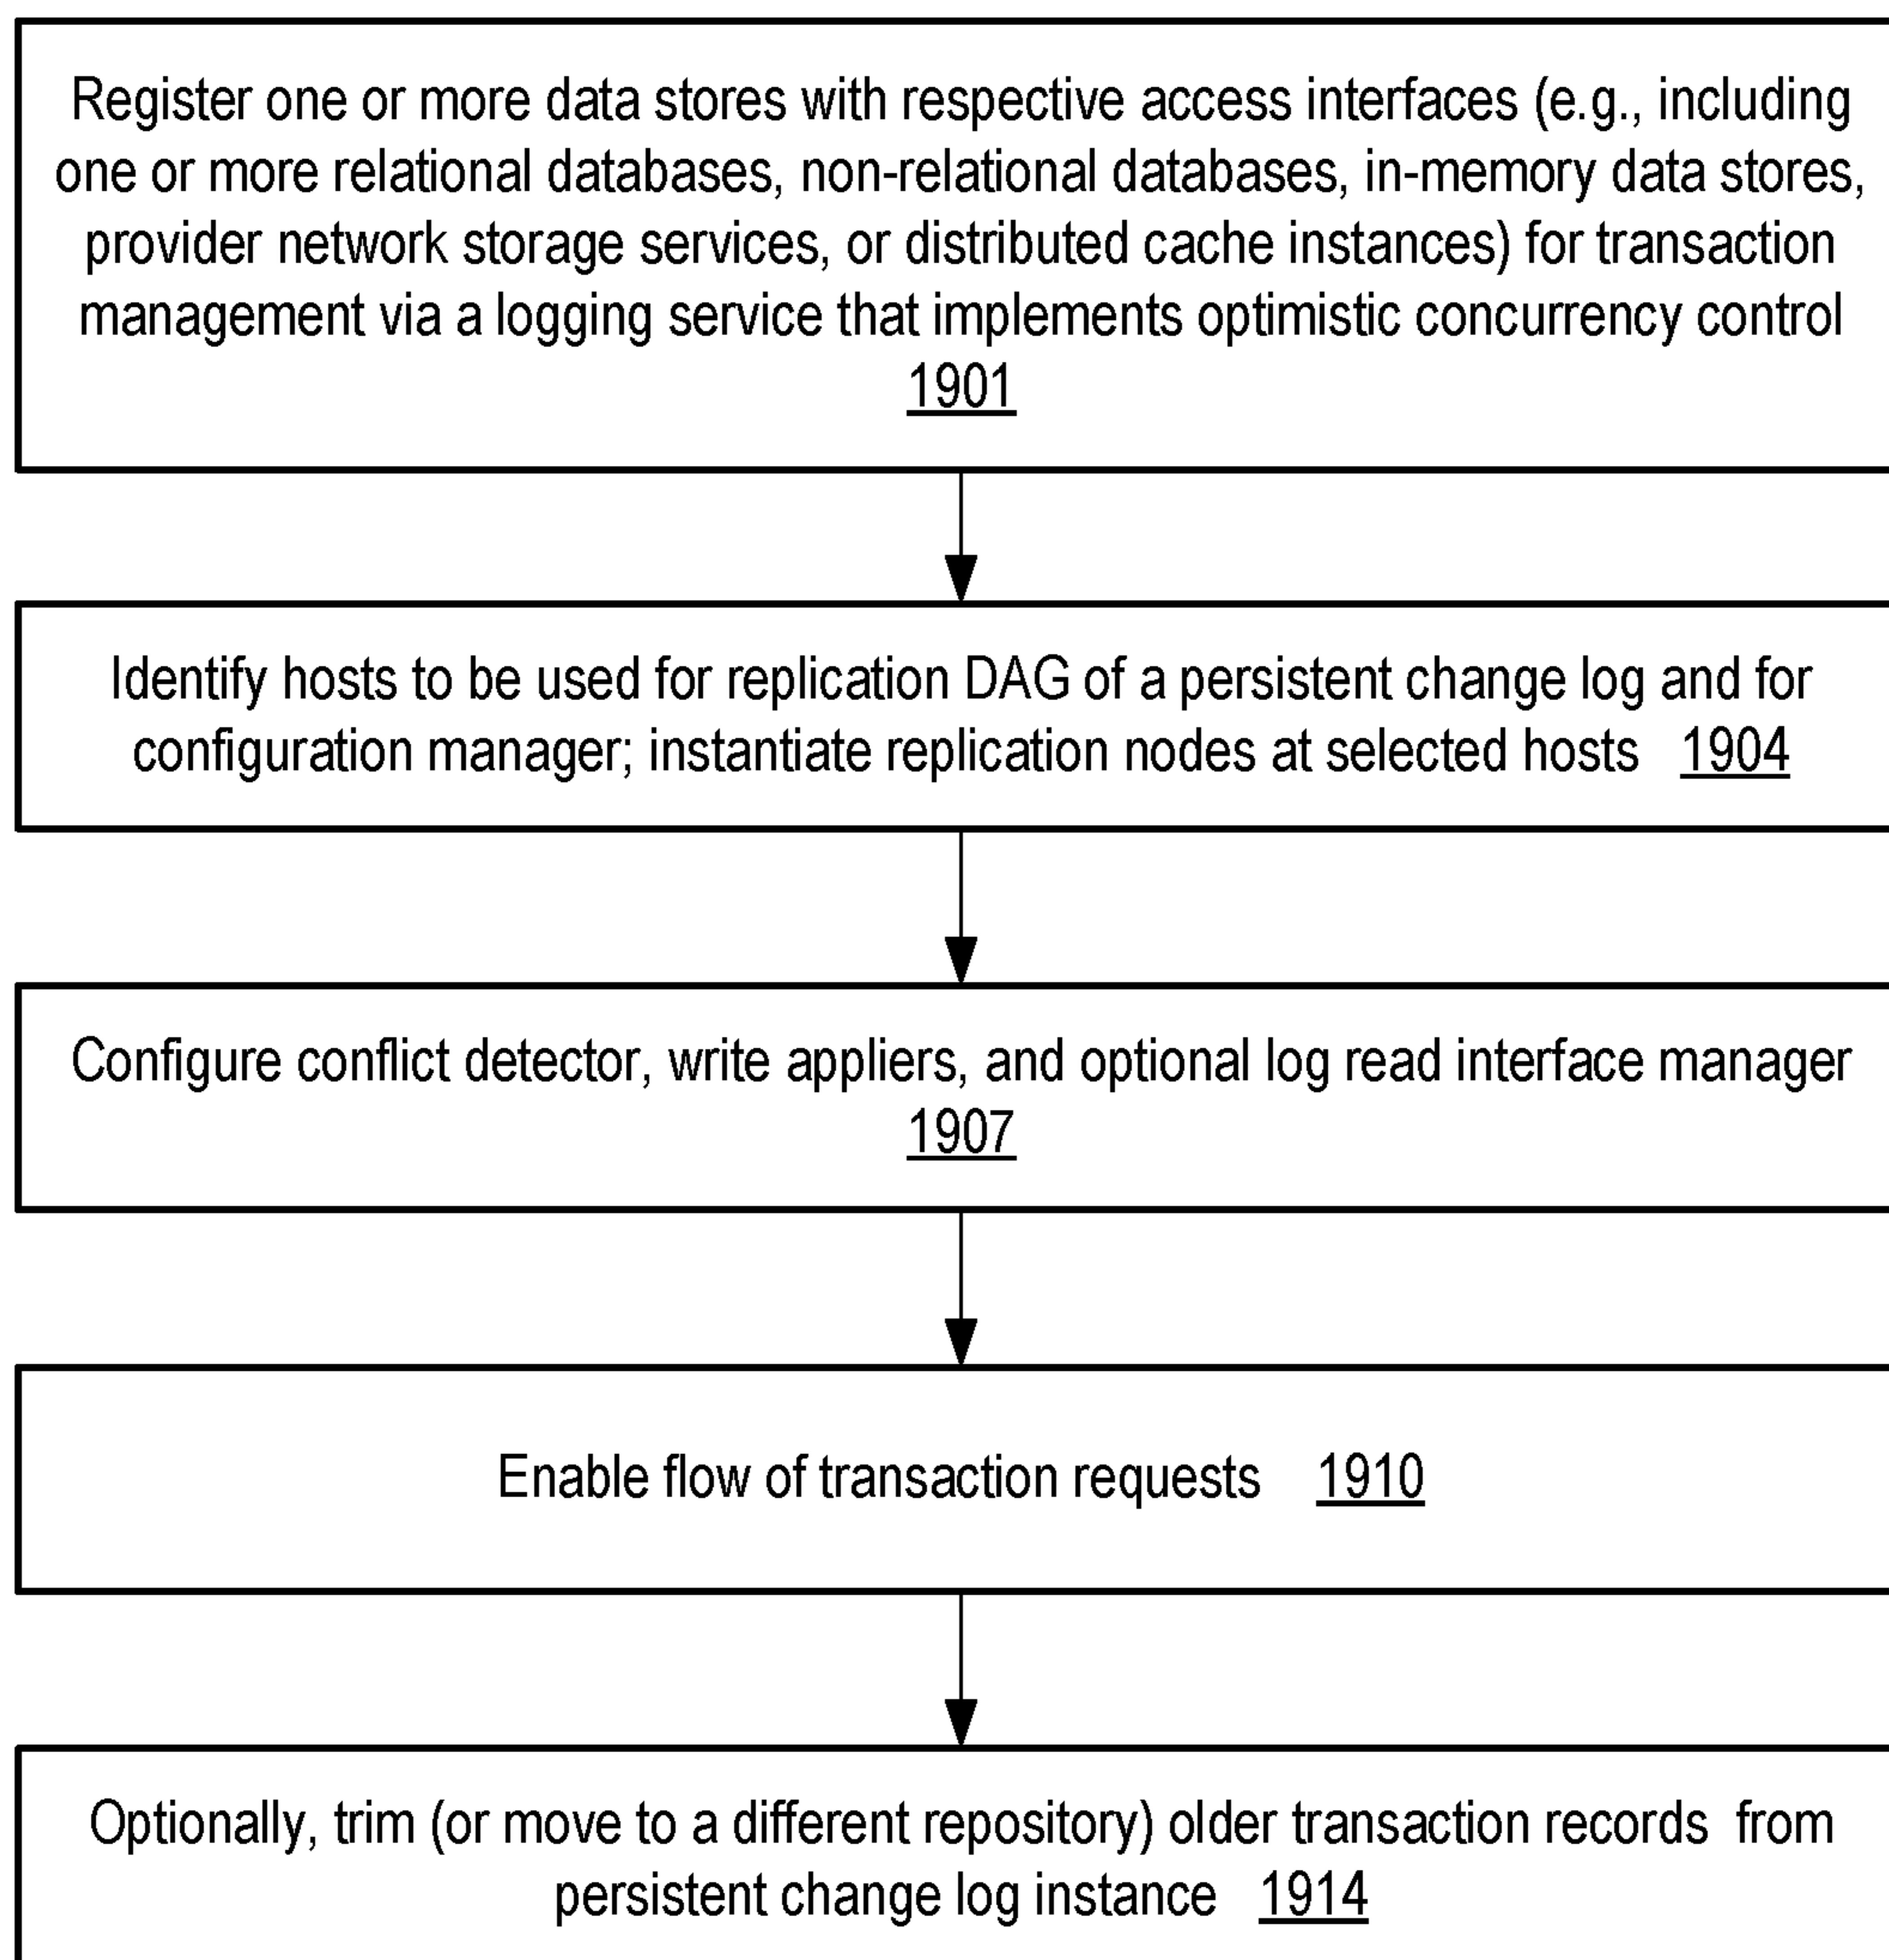 Register one or more data stores with respective access interfaces (e.g., including
one or more relational databases, non-relational databases, in-memory data stores,
provider network storage services, or distributed cache instances) for transaction
management via a logging service that implements optimistic concurrency control
1901
Identify hosts to be used for replication DAG of a persistent change log and for
configuration manager; instantiate replication nodes at selected hosts 1904
Configure conflict detector, write appliers, and optional log read interface manager
1907
Enable flow of transaction requests 1910
Optionally, trim (or move to a different repository) older transaction records from
persistent change log instance 1914